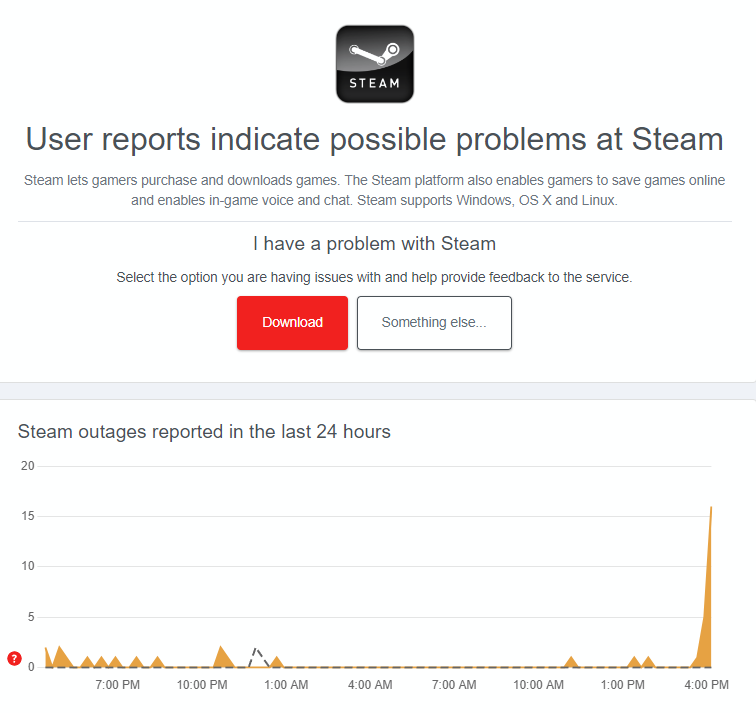 STEAM
User reports indicate possible problems at Steam
Steam lets gamers purchase and downloads games. The Steam platform also enables gamers to save games online
and enables in-game voice and chat. Steam supports Windows, OS X and Linux.
I have a problem with Steam
Select the option you are having issues with and help provide feedback to the service.
Download
Something else...
Steam outages reported in the last 24 hours
20
15
10
5
? 0
7:00 PM 10:00 PM 1:00 AM 4:00 AM 7:00 AM 10:00 AM 1:00 PM 4:00 PM